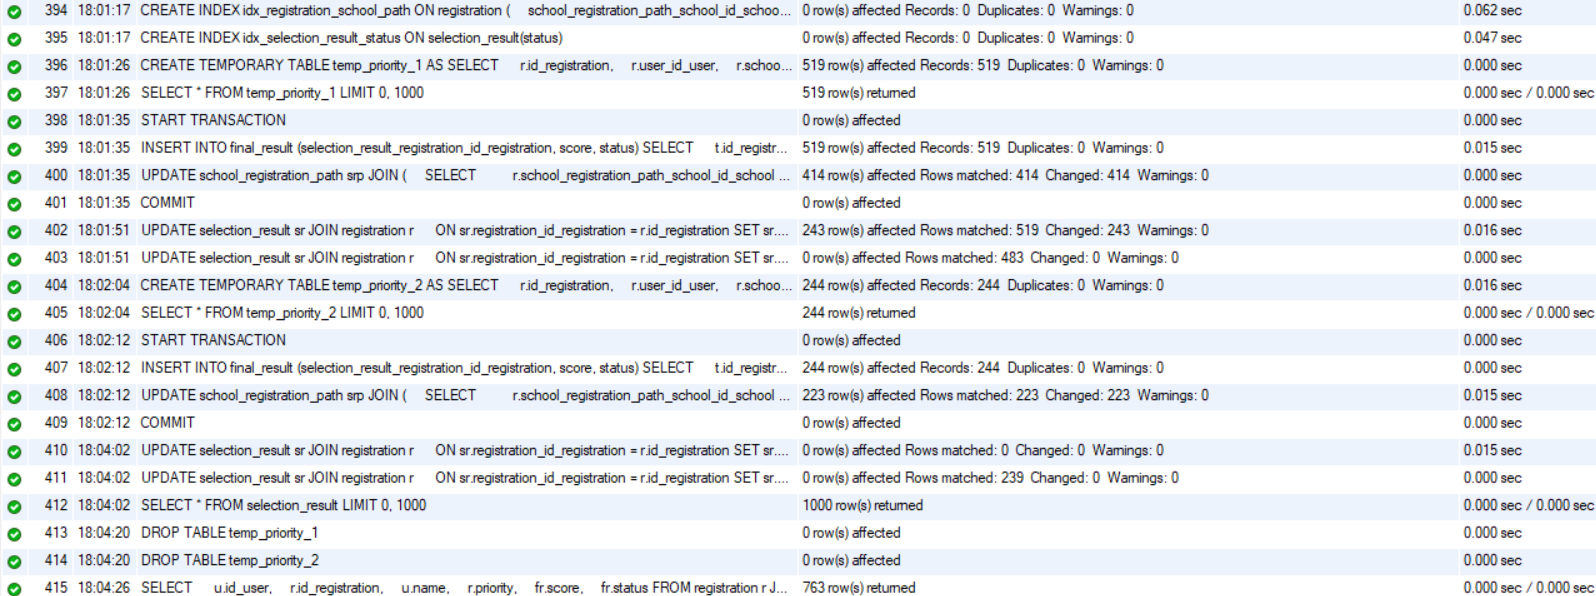 394 18:01:17 CREATE INDEX idx_registration_school_path ON registration ( school_registration_path_school_id_schoo... 0 row(s) affected Records: 0 Duplicates: 0 Warnings: 0 0.062 sec
395 18:01:17 CREATE INDEX idx_selection_result_status ON selection_result(status) 0 row(s) affected Records: 0 Duplicates: 0 Warnings: 0 0.047 sec
396 18:01:26 CREATE TEMPORARY TABLE temp_priority_1 AS SELECT r.id_registration, r.user_id_user, r.schoo... 519 row(s) affected Records: 519 Duplicates: 0 Warnings: 0 0.000 sec
397 18:01:26 SELECT * FROM temp_priority_1 LIMIT 0, 1000 519 row(s) returned 0.000 sec / 0.000 sec
398 18:01:35 START TRANSACTION 0 row(s) affected 0.000 sec
399 18:01:35 INSERT INTO final_result (selection_result_registration_id_registration, score, status) SELECT t.id_registr... 519 row(s) affected Records: 519 Duplicates: 0 Warnings: 0 0.015 sec
400 18:01:35 UPDATE school_registration_path srp JOIN ( SELECT r.school_registration_path_school_id_school ... 414 row(s) affected Rows matched: 414 Changed: 414 Warnings: 0 0.000 sec
401 18:01:35 COMMIT 0 row(s) affected 0.000 sec
402 18:01:51 UPDATE selection_result sr JOIN registration r ON sr.registration_id_registration = r.id_registration SET sr.... 243 row(s) affected Rows matched: 519 Changed: 243 Warnings: 0 0.016 sec
403 18:01:51 UPDATE selection_result sr JOIN registration r ON sr.registration_id_registration = r.id_registration SET sr.... 0 row(s) affected Rows matched: 483 Changed: 0 Warnings: 0 0.000 sec
404 18:02:04 CREATE TEMPORARY TABLE temp_priority_2 AS SELECT r.id_registration, r.user_id_user, r.schoo... 244 row(s) affected Records: 244 Duplicates: 0 Warnings: 0 0.016 sec
405 18:02:04 SELECT * FROM temp_priority_2 LIMIT 0, 1000 244 row(s) returned 0.000 sec / 0.000 sec
406 18:02:12 START TRANSACTION 0 row(s) affected 0.000 sec
407 18:02:12 INSERT INTO final_result (selection_result_registration_id_registration, score, status) SELECT t.id_registr... 244 row(s) affected Records: 244 Duplicates: 0 Warnings: 0 0.000 sec
408 18:02:12 UPDATE school_registration_path srp JOIN ( SELECT r.school_registration_path_school_id_school ... 223 row(s) affected Rows matched: 223 Changed: 223 Warnings: 0 0.015 sec
409 18:02:12 COMMIT 0 row(s) affected 0.000 sec
410 18:04:02 UPDATE selection_result sr JOIN registration r ON sr.registration_id_registration = r.id_registration SET sr.... 0 row(s) affected Rows matched: 0 Changed: 0 Warnings: 0 0.015 sec
411 18:04:02 UPDATE selection_result sr JOIN registration r ON sr.registration_id_registration = r.id_registration SET sr.... 0 row(s) affected Rows matched: 239 Changed: 0 Warnings: 0 0.000 sec
412 18:04:02 SELECT * FROM selection_result LIMIT 0, 1000 1000 row(s) returned 0.000 sec / 0.000 sec
413 18:04:20 DROP TABLE temp_priority_1 0 row(s) affected 0.000 sec
414 18:04:20 DROP TABLE temp_priority_2 0 row(s) affected 0.000 sec
415 18:04:26 SELECT u.id_user, r.id_registration, u.name, r.priority, fr.score, fr.status FROM registration r J... 763 row(s) returned 0.000 sec / 0.000 sec